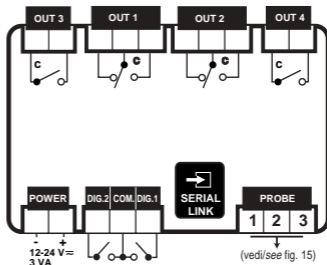 OUT 3 OUT 1 OUT 2 OUT 4
C C C C
POWER DIG.2 COM. DIG.1 SERIAL LINK PROBE
1 2 3
- +
12-24 V⎓
3 VA
(vedi/see fig. 15)